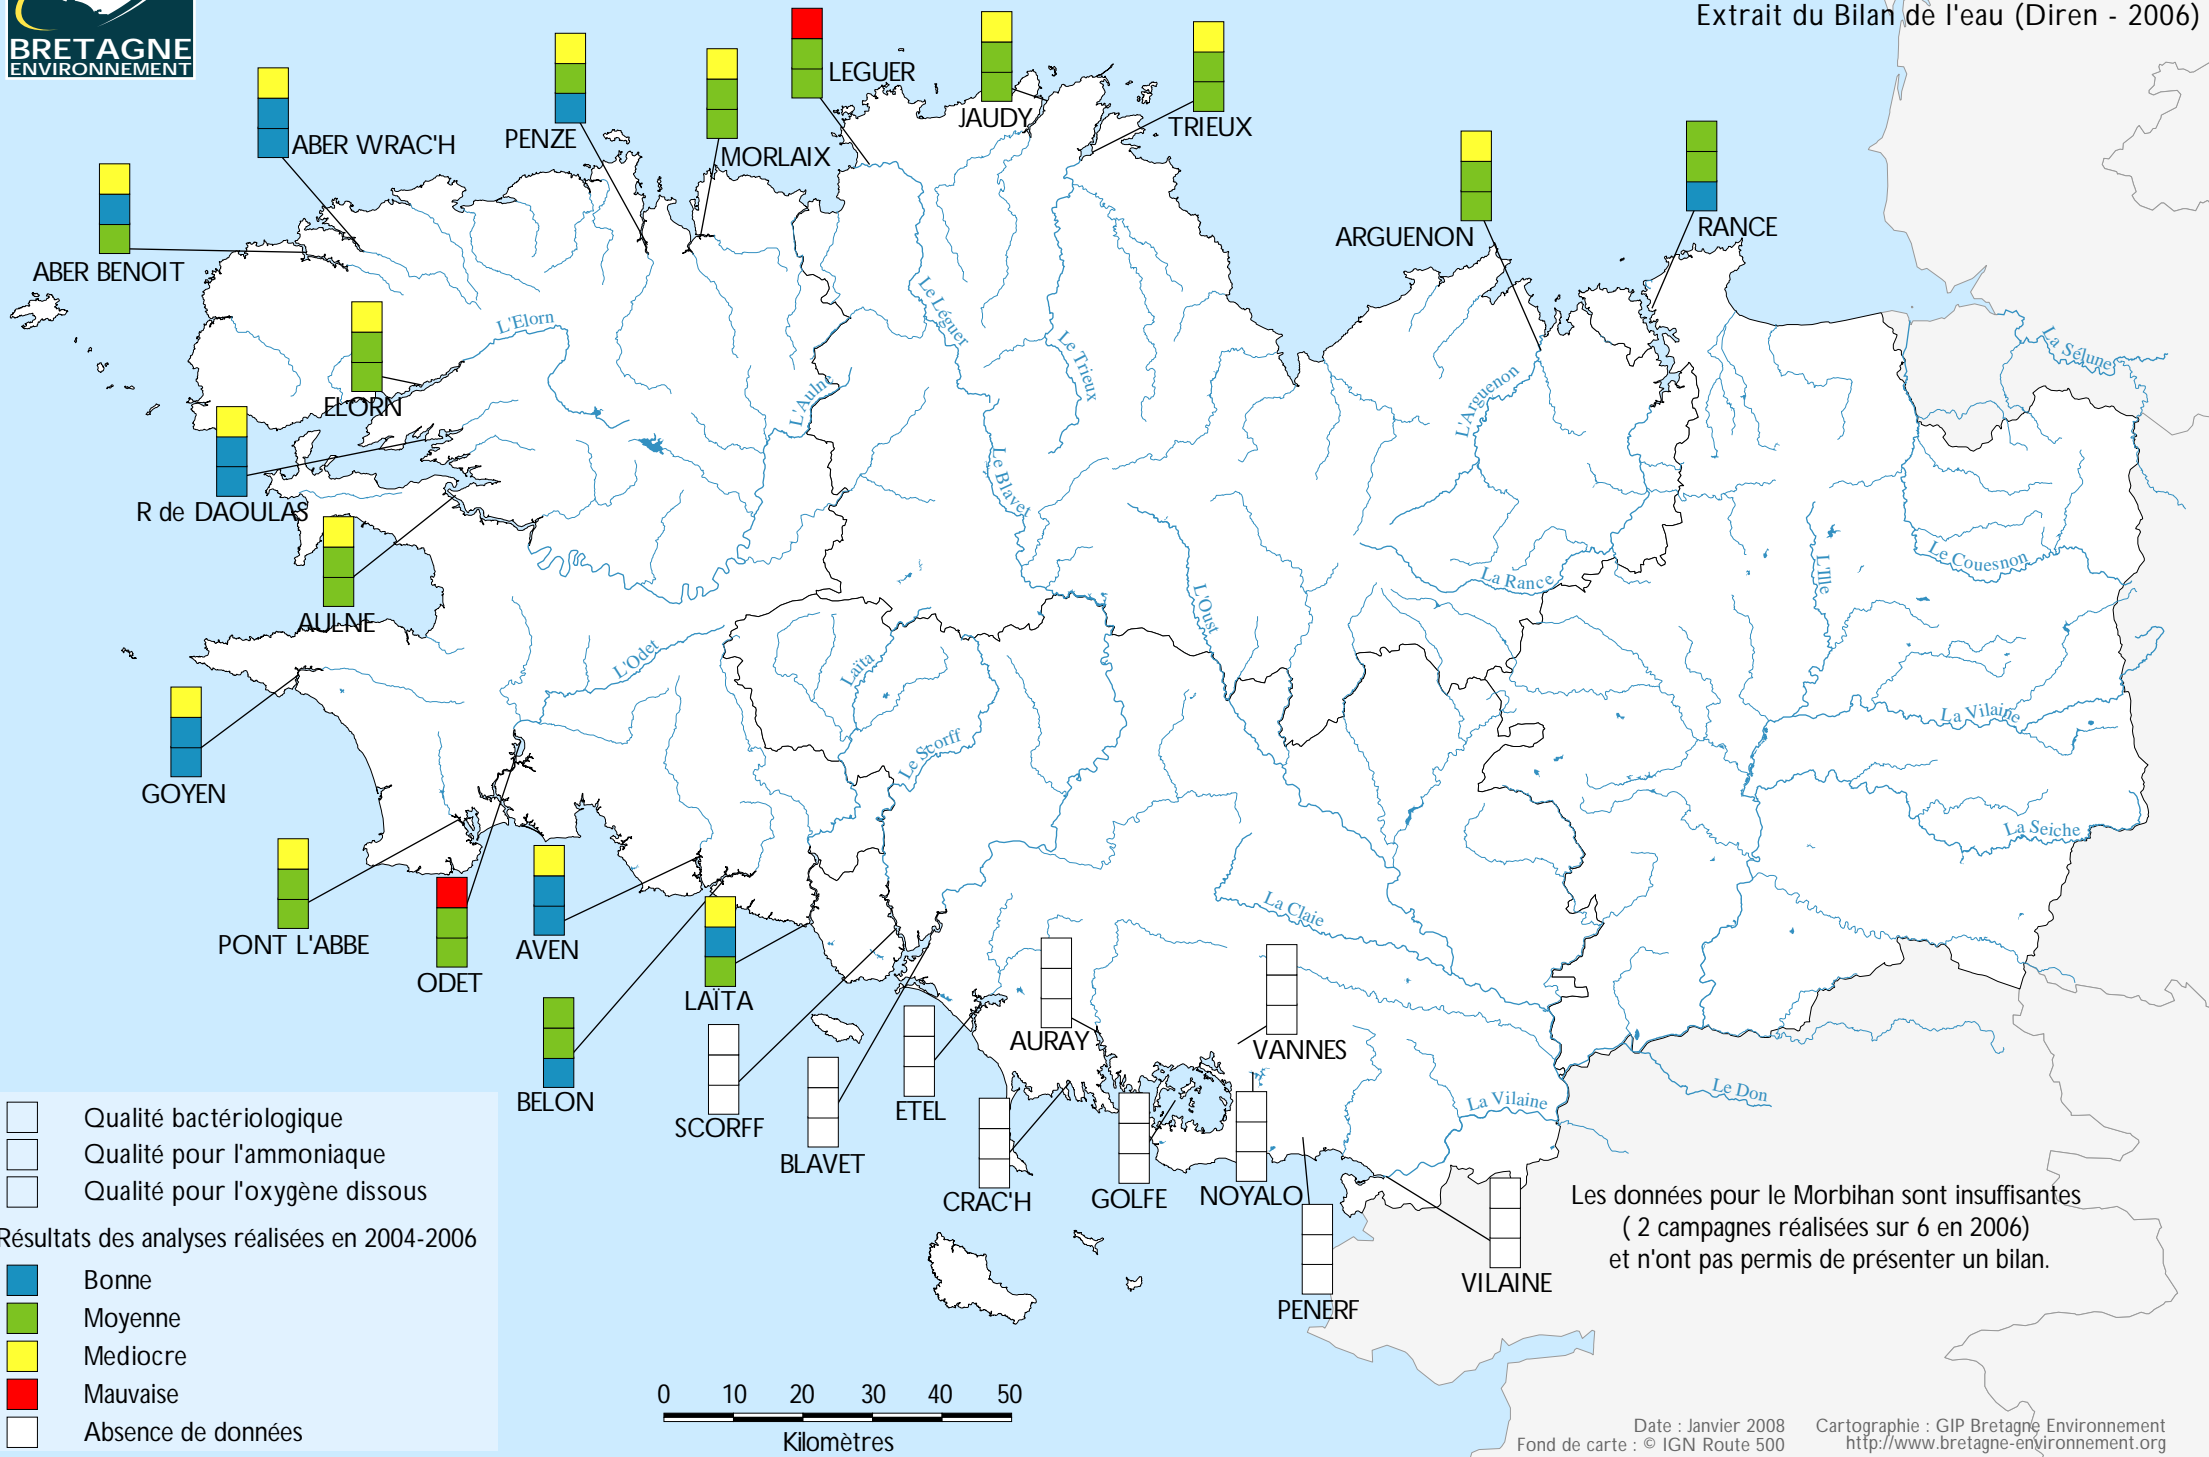 BRETAGNE
ENVIRONNEMENT
Extrait du Bilan de l'eau (Diren - 2006)
LEGUER
JAUDY
TRIEUX
PENZE
MORLAIX
ABER WRAC'H
ABER BENOIT
ARGUENON
RANCE
L'Elorn
Le Léguer
Le Trieux
L'Aulne
L'Arguenon
La Sélune
ELORN
R de DAOULAS
Le Blavet
AULNE
L'Oust
La Rance
L'Ille
Le Couesnon
L'Odet
Laïta
Le Scorff
La Vilaine
La Seiche
GOYEN
PONT L'ABBE
ODET
AVEN
LAÏTA
BELON
La Claie
AURAY
VANNES
SCORFF
BLAVET
ETEL
CRAC'H
GOLFE
NOYALO
La Vilaine
Le Don
PENERF
VILAINE
Les données pour le Morbihan sont insuffisantes
( 2 campagnes réalisées sur 6 en 2006)
et n'ont pas permis de présenter un bilan.
Qualité bactériologique
Qualité pour l'ammoniaque
Qualité pour l'oxygène dissous
Résultats des analyses réalisées en 2004-2006
Bonne
Moyenne
Mediocre
Mauvaise
Absence de données
0 10 20 30 40 50
Kilomètres
Date : Janvier 2008
Fond de carte : © IGN Route 500
Cartographie : GIP Bretagne Environnement
http://www.bretagne-environnement.org